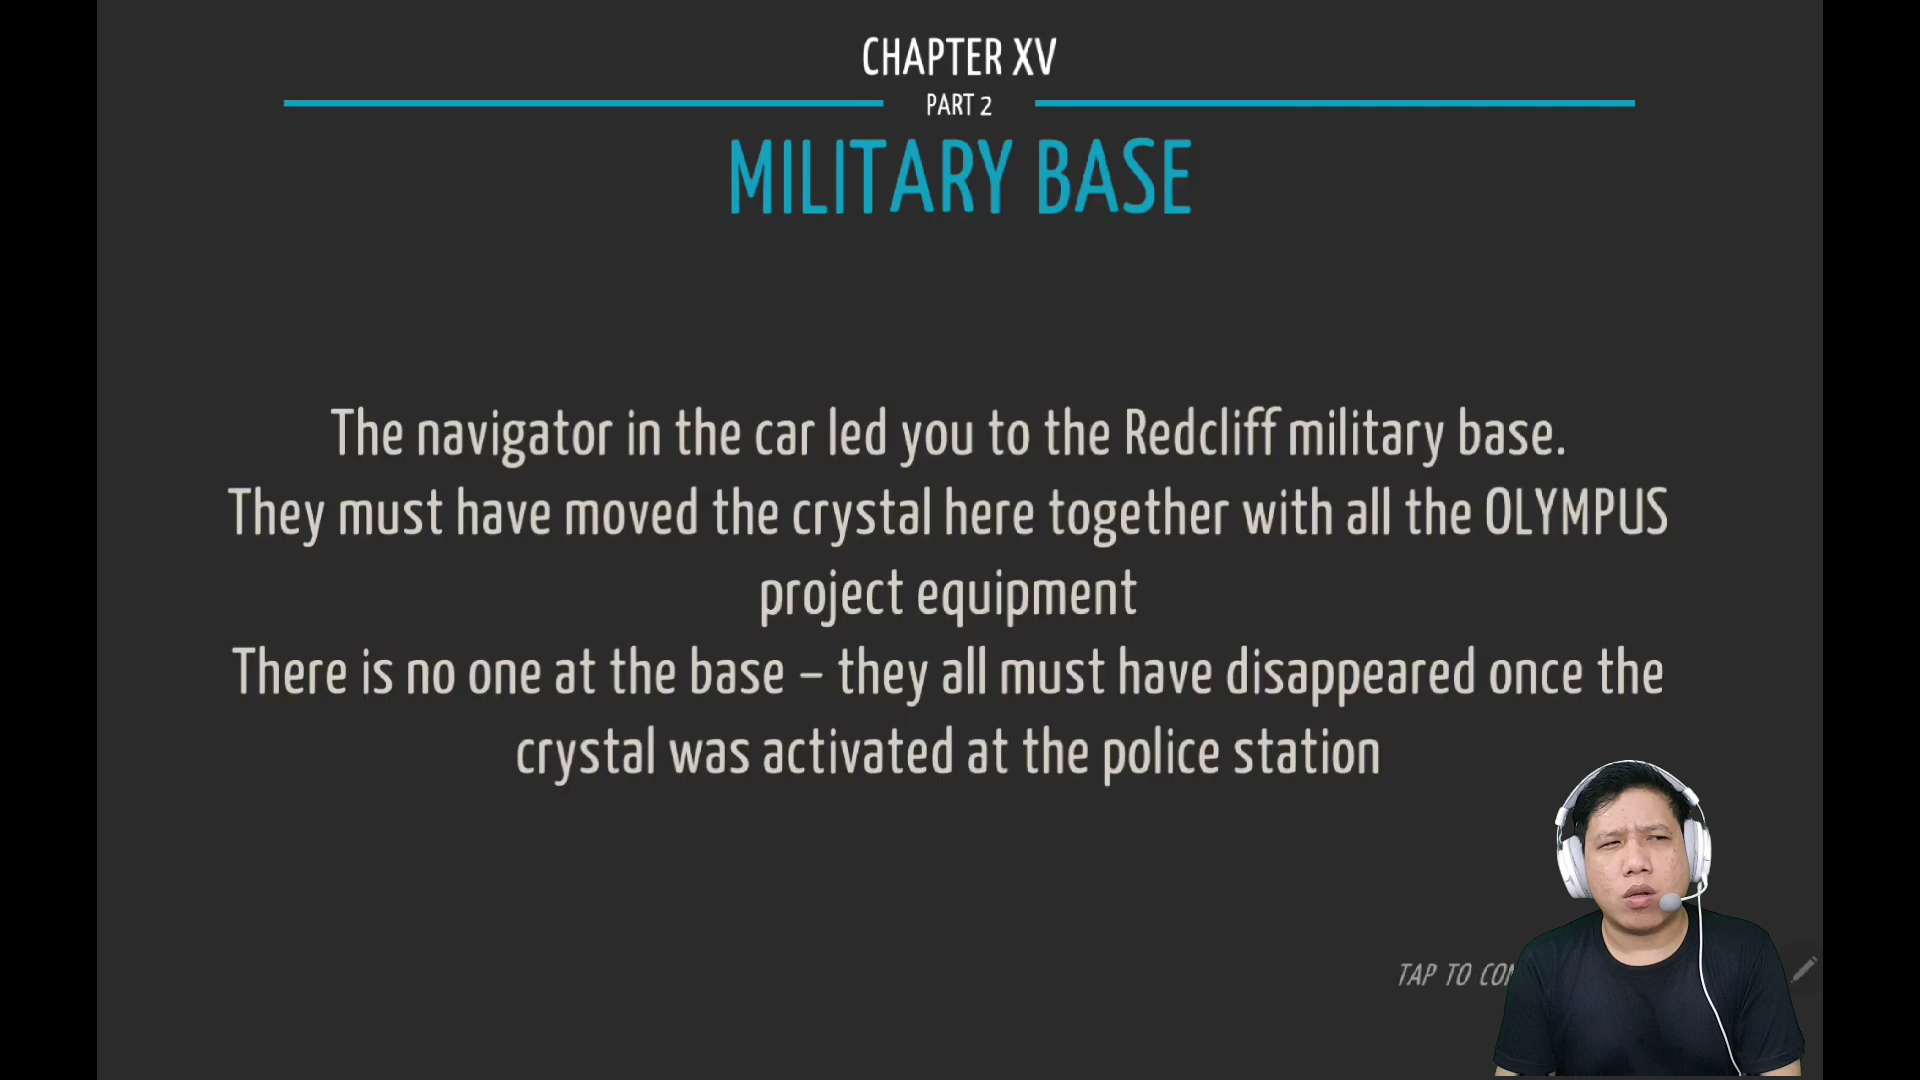 CHAPTER XV
PART 2
MILITARY BASE
The navigator in the car led you to the Redcliff military base.
They must have moved the crystal here together with all the OLYMPUS
project equipment
There is no one at the base – they all must have disappeared once the
crystal was activated at the police station
TAP TO